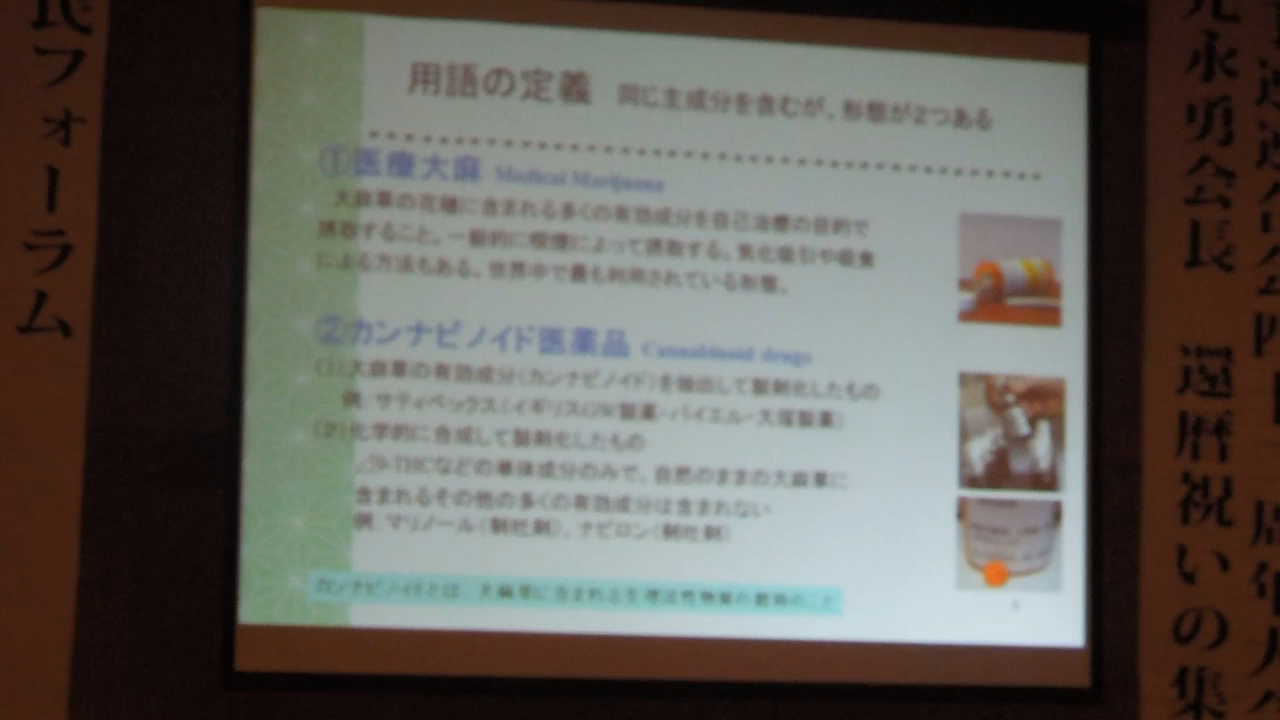 民フォーラム
用語の定義 同じ主成分を含むが、形態が2つある
①医療大麻 Medical Marijuana
大麻草の花穂に含まれる多くの有効成分を自己治療の目的で
摂取すること。一般的に喫煙によって摂取する。気化吸引や吸食
による方法もある。世界中で最も利用されている形態。
②カンナビノイド医薬品 Cannabinoid drugs
(1)大麻草の有効成分(カンナビノイド)を抽出して製剤化したもの
例 サティベックス(イギリスGW製薬・バイエル・大塚製薬)
(2)化学的に合成して製剤化したもの
THCなどの単体成分のみで、自然のままの大麻草に
含まれるその他の多くの有効成分は含まれない
例 マリノール(制吐剤)、ナビロン(制吐剤)
カンナビノイドとは、大麻草に含まれる生理活性物質の総称のこと
永勇会長 還暦祝いの集